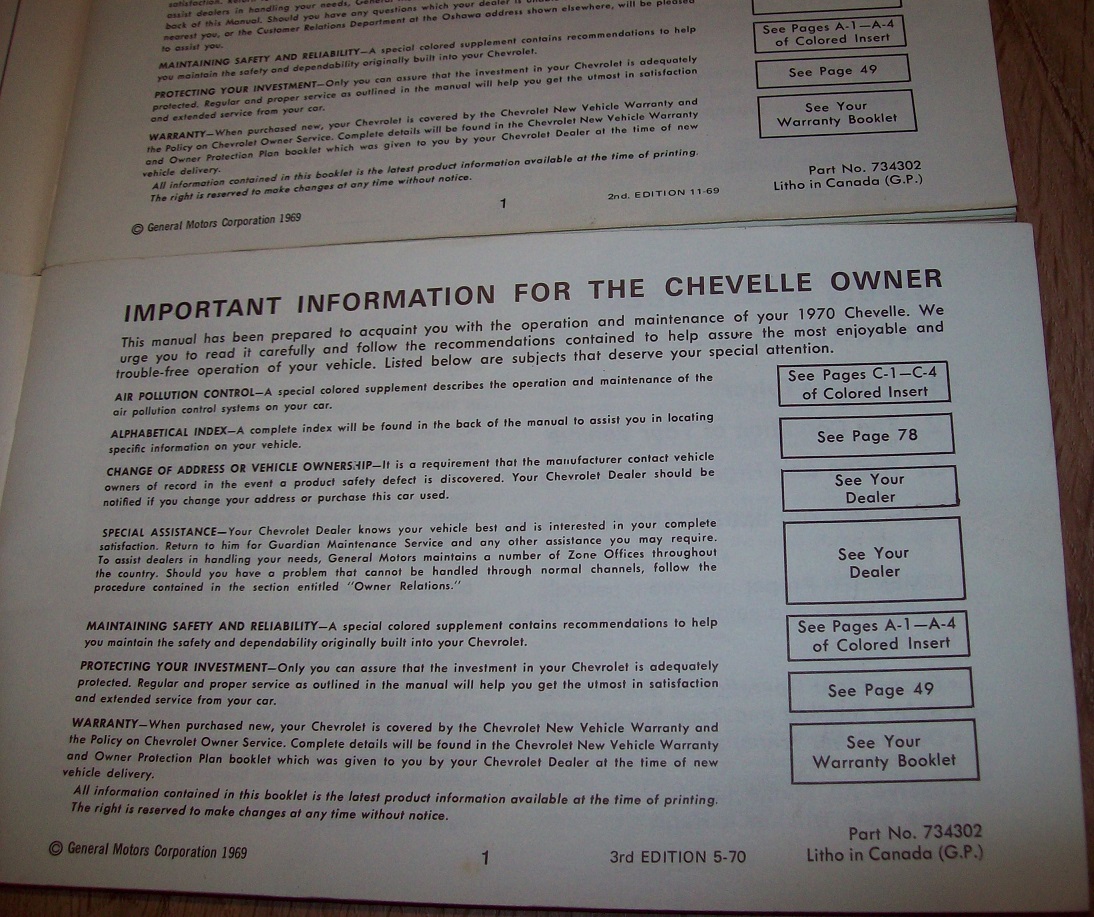 satisfaction. Return
assist dealers in handling your needs, General
back of this Manual. Should you have any questions which your dealer is
nearest you, or the Customer Relations Department at the Oshawa address shown elsewhere, will be pleased
to assist you.
MAINTAINING SAFETY AND RELIABILITY—A special colored supplement contains recommendations to help
you maintain the safety and dependability originally built into your Chevrolet.
See Pages A-1—A-4
of Colored Insert
PROTECTING YOUR INVESTMENT—Only you can assure that the investment in your Chevrolet is adequately
protected. Regular and proper service as outlined in the manual will help you get the utmost in satisfaction
and extended service from your car.
See Page 49
WARRANTY—When purchased new, your Chevrolet is covered by the Chevrolet New Vehicle Warranty and
the Policy on Chevrolet Owner Service. Complete details will be found in the Chevrolet New Vehicle Warranty
and Owner Protection Plan booklet which was given to you by your Chevrolet Dealer at the time of new
vehicle delivery.
See Your
Warranty Booklet
All information contained in this booklet is the latest product information available at the time of printing.
The right is reserved to make changes at any time without notice.
Part No. 734302
Litho in Canada (G.P.)
© General Motors Corporation 1969
1
2nd. EDITION 11-69
IMPORTANT INFORMATION FOR THE CHEVELLE OWNER
This manual has been prepared to acquaint you with the operation and maintenance of your 1970 Chevelle. We
urge you to read it carefully and follow the recommendations contained to help assure the most enjoyable and
trouble-free operation of your vehicle. Listed below are subjects that deserve your special attention.
AIR POLLUTION CONTROL—A special colored supplement describes the operation and maintenance of the
air pollution control systems on your car.
See Pages C-1—C-4
of Colored Insert
ALPHABETICAL INDEX—A complete index will be found in the back of the manual to assist you in locating
specific information on your vehicle.
See Page 78
CHANGE OF ADDRESS OR VEHICLE OWNERSHIP—It is a requirement that the manufacturer contact vehicle
owners of record in the event a product safety defect is discovered. Your Chevrolet Dealer should be
notified if you change your address or purchase this car used.
See Your
Dealer
SPECIAL ASSISTANCE—Your Chevrolet Dealer knows your vehicle best and is interested in your complete
satisfaction. Return to him for Guardian Maintenance Service and any other assistance you may require.
To assist dealers in handling your needs, General Motors maintains a number of Zone Offices throughout
the country. Should you have a problem that cannot be handled through normal channels, follow the
procedure contained in the section entitled "Owner Relations."
See Your
Dealer
MAINTAINING SAFETY AND RELIABILITY—A special colored supplement contains recommendations to help
you maintain the safety and dependability originally built into your Chevrolet.
See Pages A-1—A-4
of Colored Insert
PROTECTING YOUR INVESTMENT—Only you can assure that the investment in your Chevrolet is adequately
protected. Regular and proper service as outlined in the manual will help you get the utmost in satisfaction
and extended service from your car.
See Page 49
WARRANTY—When purchased new, your Chevrolet is covered by the Chevrolet New Vehicle Warranty and
the Policy on Chevrolet Owner Service. Complete details will be found in the Chevrolet New Vehicle Warranty
and Owner Protection Plan booklet which was given to you by your Chevrolet Dealer at the time of new
vehicle delivery.
See Your
Warranty Booklet
All information contained in this booklet is the latest product information available at the time of printing.
The right is reserved to make changes at any time without notice.
Part No. 734302
Litho in Canada (G.P.)
© General Motors Corporation 1969
1
3rd EDITION 5-70